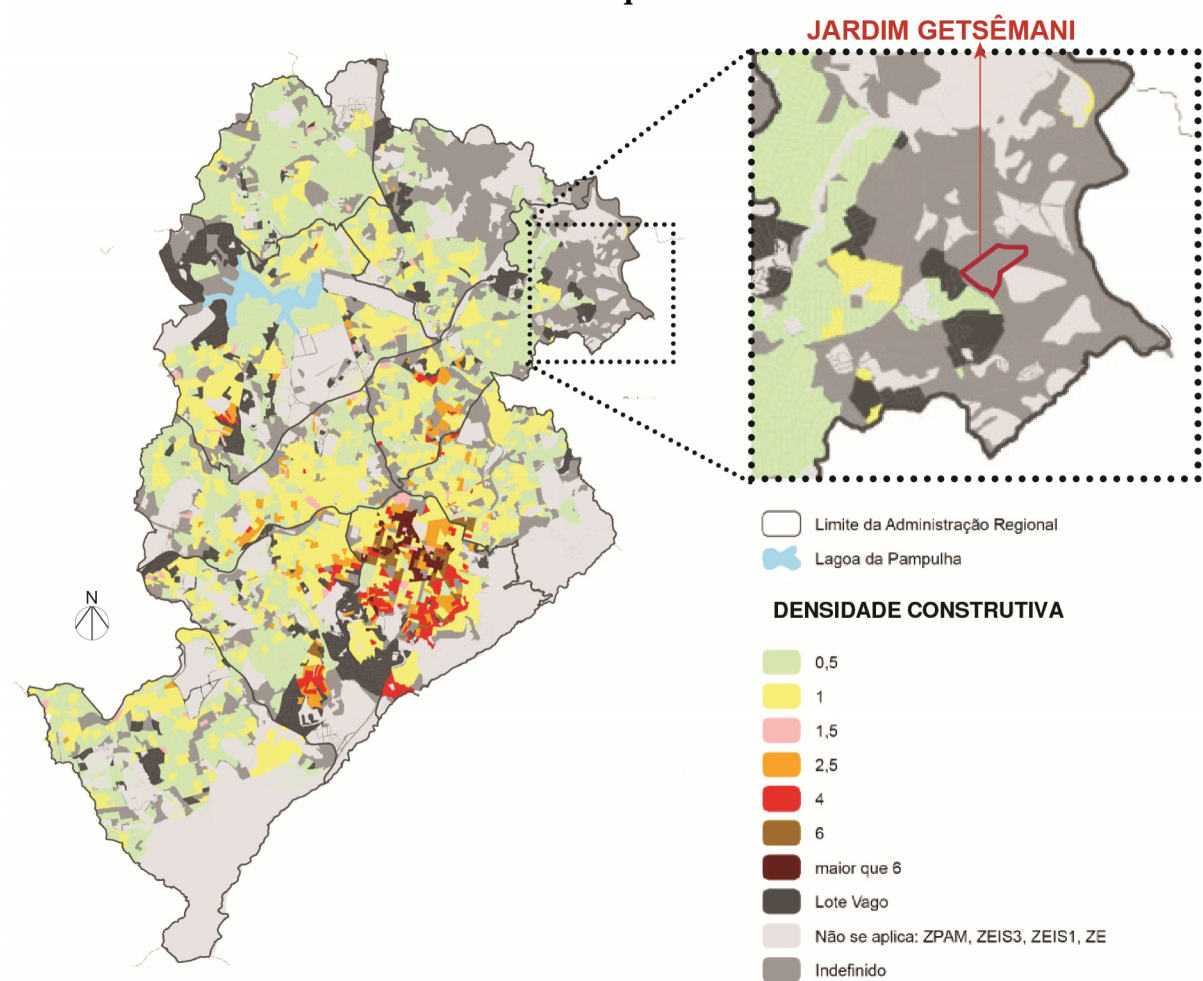 JARDIM GETSÊMANI
N
Limite da Administração Regional
Lagoa da Pampulha
DENSIDADE CONSTRUTIVA
0,5
1
1,5
2,5
4
6
maior que 6
Lote Vago
Não se aplica: ZPAM, ZEIS3, ZEIS1, ZE
Indefinido